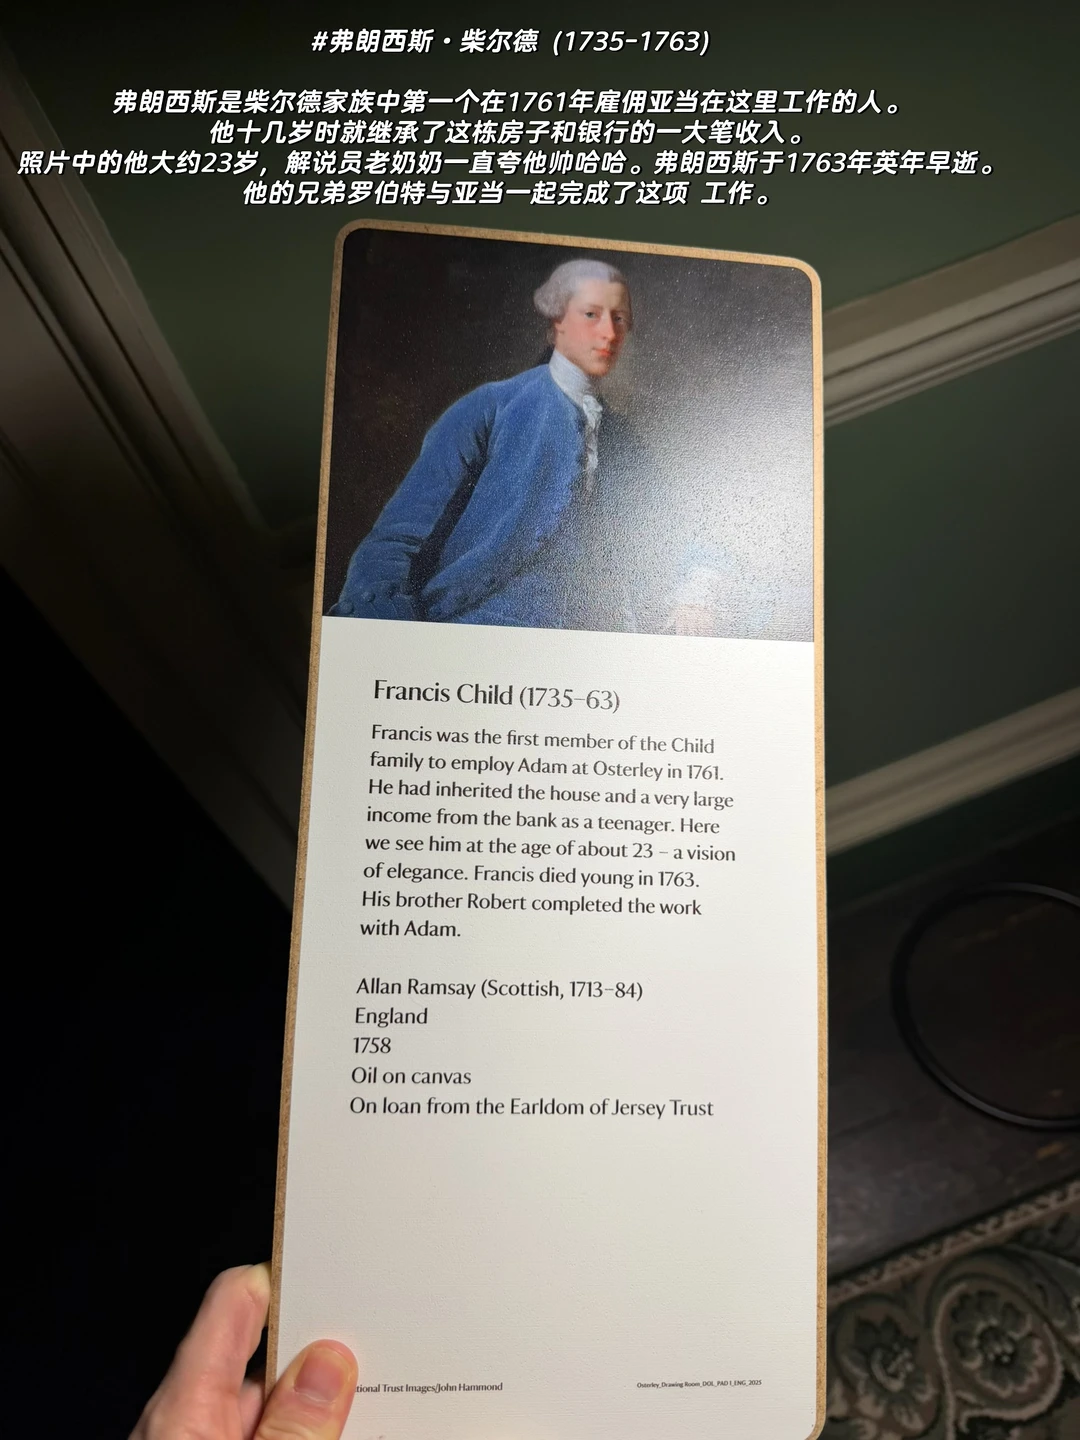 #弗朗西斯·柴尔德 (1735-1763)
弗朗西斯是柴尔德家族中第一个在1761年雇佣亚当在这里工作的人。
他十几岁时就继承了这栋房子和银行的一大笔收入。
照片中的他大约23岁，解说员老奶奶一直夸他帅哈哈。弗朗西斯于1763年英年早逝。
他的兄弟罗伯特与亚当一起完成了这项 工作。
Francis Child (1735–63)
Francis was the first member of the Child
family to employ Adam at Osterley in 1761.
He had inherited the house and a very large
income from the bank as a teenager. Here
we see him at the age of about 23 – a vision
of elegance. Francis died young in 1763.
His brother Robert completed the work
with Adam.
Allan Ramsay (Scottish, 1713–84)
England
1758
Oil on canvas
On loan from the Earldom of Jersey Trust
tional Trust Images/John Hammond
Osterley_Drawing Room_DOL_PAD 1_ENG_2025